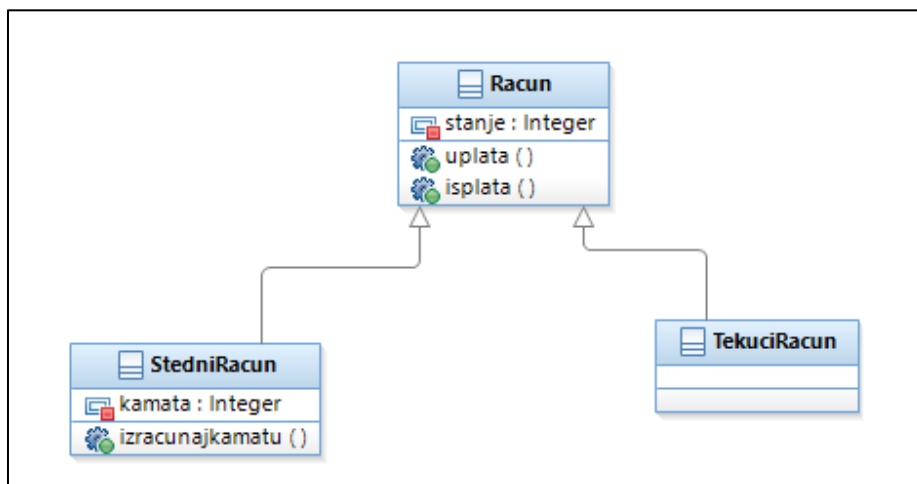 Racun
stanje : Integer
uplata ( )
isplata ( )
StedniRacun
kamata : Integer
izracunajkamatu ( )
TekuciRacun